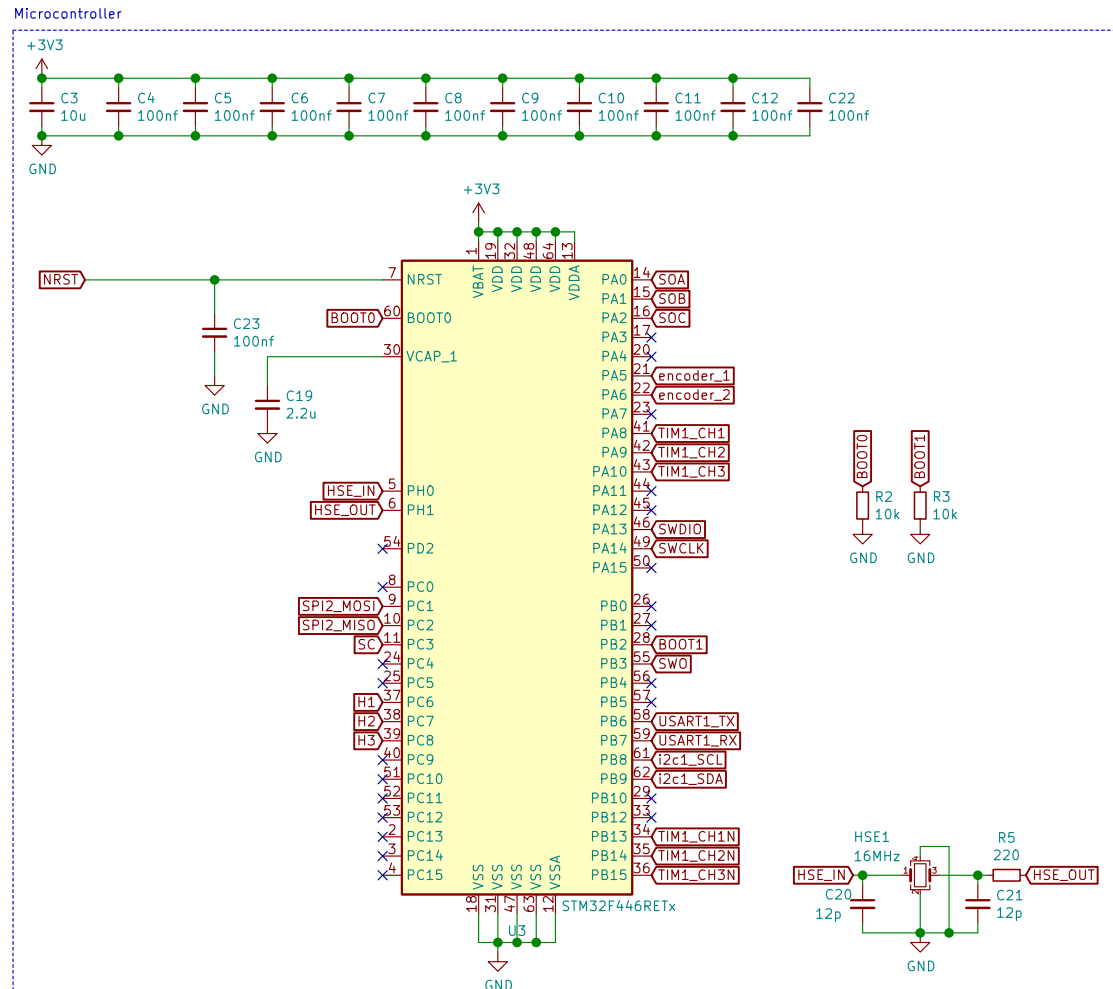 Microcontroller
+3V3
C3 C4 C5 C6 C7 C8 C9 C10 C11 C12 C22
10u 100nf 100nf 100nf 100nf 100nf 100nf 100nf 100nf 100nf 100nf
GND
+3V3
1 19 32 48 64 13
VBAT VDD VDD VDD VDD VDDA
NRST 7 NRST
BOOT0 60 BOOT0
30 VCAP_1
C23
100nf
GND
C19
2.2u
GND
HSE_IN 5 PH0
HSE_OUT 6 PH1
54 PD2
8 PC0
SPI2_MOSI 9 PC1
SPI2_MISO 10 PC2
SC 11 PC3
24 PC4
25 PC5
H1 37 PC6
H2 38 PC7
H3 39 PC8
40 PC9
51 PC10
52 PC11
53 PC12
2 PC13
3 PC14
4 PC15
PA0 14 SOA
PA1 15 SOB
PA2 16 SOC
PA3 17
PA4 20
PA5 21 encoder_1
PA6 22 encoder_2
PA7 23
PA8 41 TIM1_CH1
PA9 42 TIM1_CH2
PA10 43 TIM1_CH3
PA11 44
PA12 45
PA13 46 SWDIO
PA14 49 SWCLK
PA15 50
PB0 26
PB1 27
PB2 28 BOOT1
PB3 55 SWO
PB4 56
PB5 57
PB6 58 USART1_TX
PB7 59 USART1_RX
PB8 61 i2c1_SCL
PB9 62 i2c1_SDA
PB10 29
PB12 33
PB13 34 TIM1_CH1N
PB14 35 TIM1_CH2N
PB15 36 TIM1_CH3N
VSS VSS VSS VSS VSSA
18 31 47 63 12
STM32F446RETx
U3
GND
BOOT0 BOOT1
R2 R3
10k 10k
GND GND
HSE1 R5
16MHz 220
HSE_IN 1 4 3 2 HSE_OUT
C20 C21
12p 12p
GND